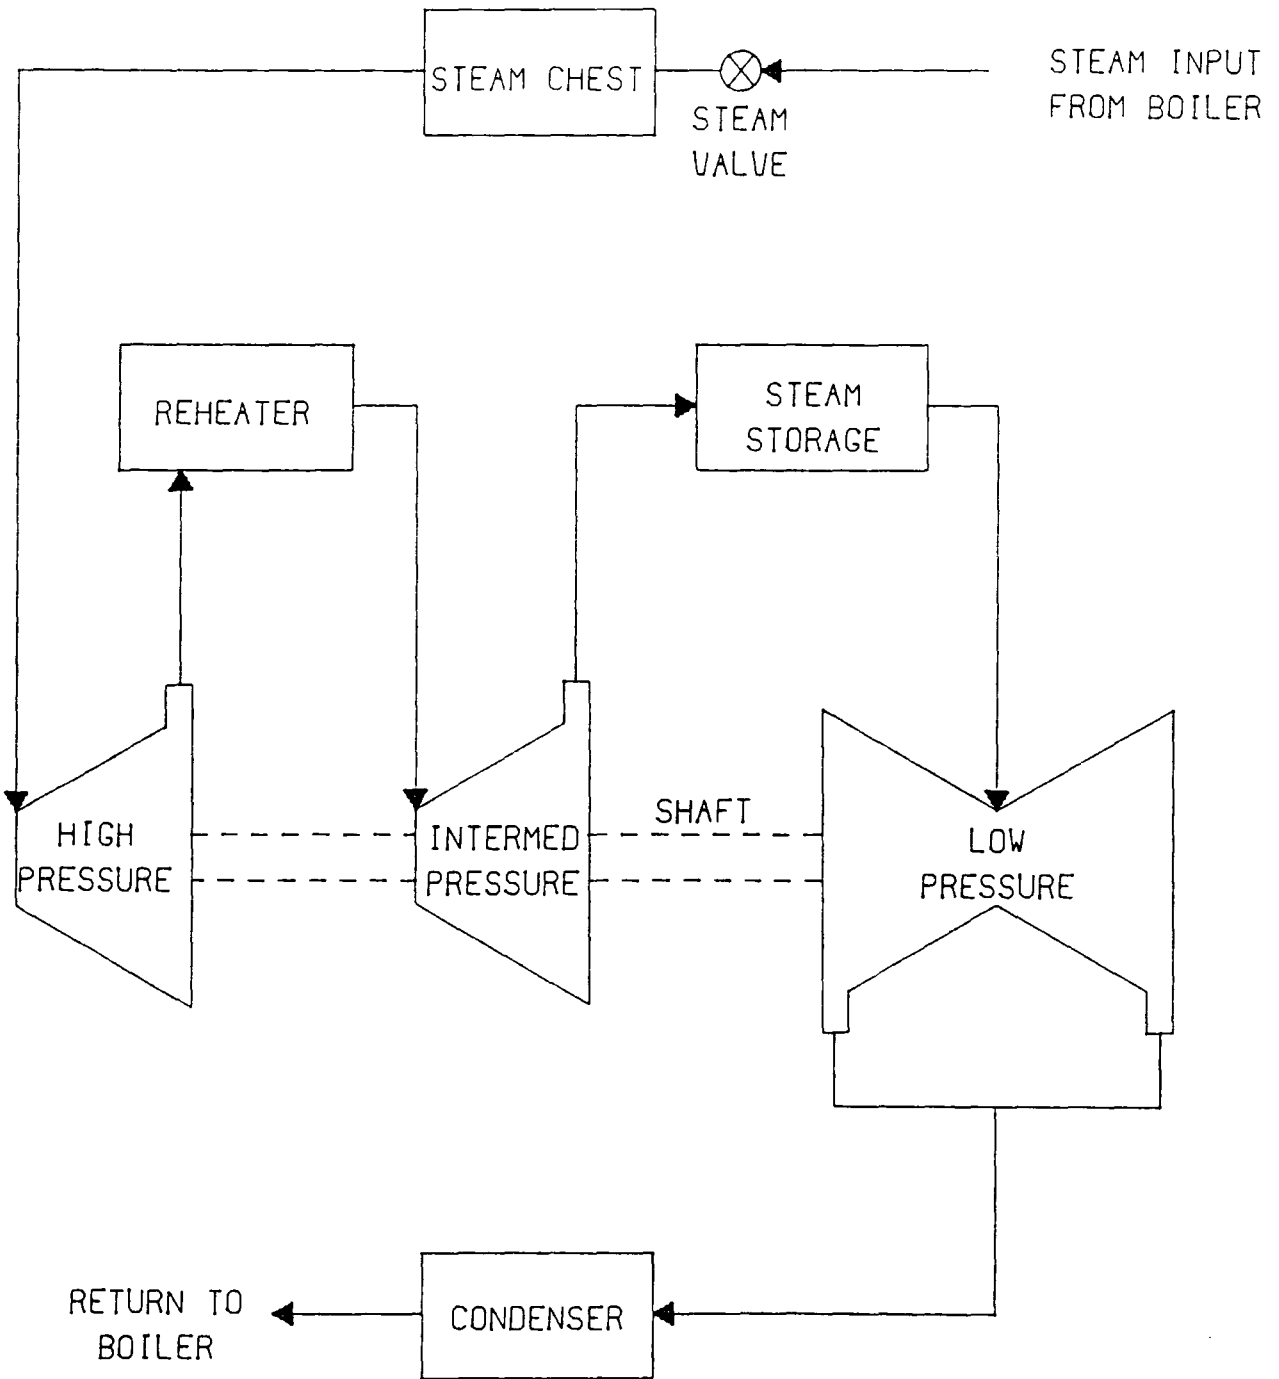 STEAM CHEST
STEAM INPUT
FROM BOILER
STEAM
VALVE
REHEATER
STEAM
STORAGE
HIGH
PRESSURE
INTERMED
PRESSURE
SHAFT
LOW
PRESSURE
RETURN TO
BOILER
CONDENSER